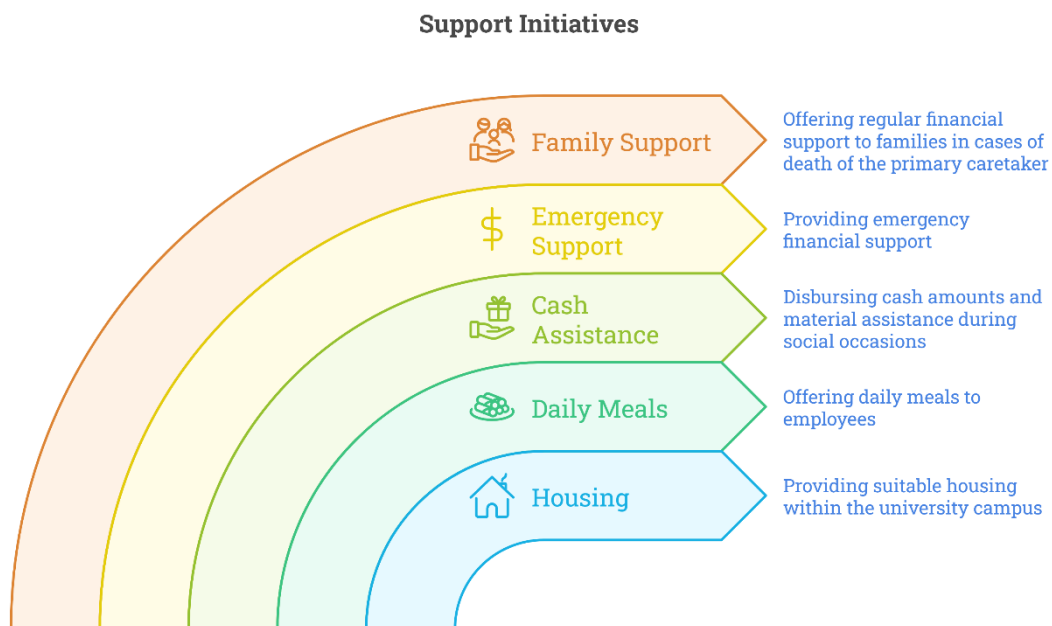 Support Initiatives
Family Support
Offering regular financial
support to families in cases of
death of the primary caretaker
Emergency
Support
Providing emergency
financial support
Cash
Assistance
Disbursing cash amounts and
material assistance during
social occasions
Daily Meals
Offering daily meals to
employees
Housing
Providing suitable housing
within the university campus